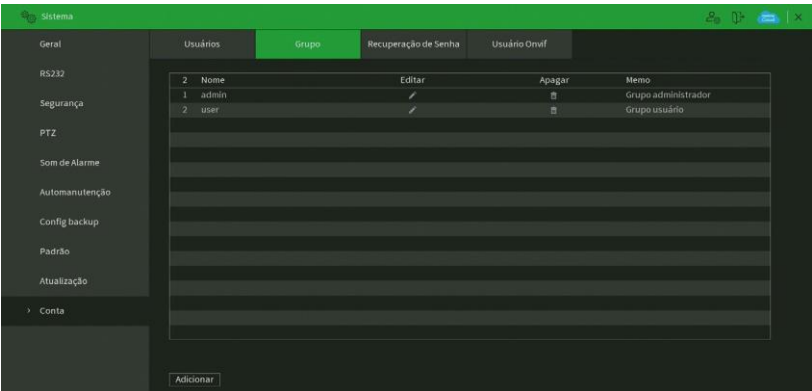 Sistema
Geral
RS232
Segurança
PTZ
Som de Alarme
Automanutenção
Config backup
Padrão
Atualização
Conta
Usuários Grupo Recuperação de Senha Usuário Onvif
2 Nome Editar Apagar Memo
1 admin Grupo administrador
2 user Grupo usuário
Adicionar